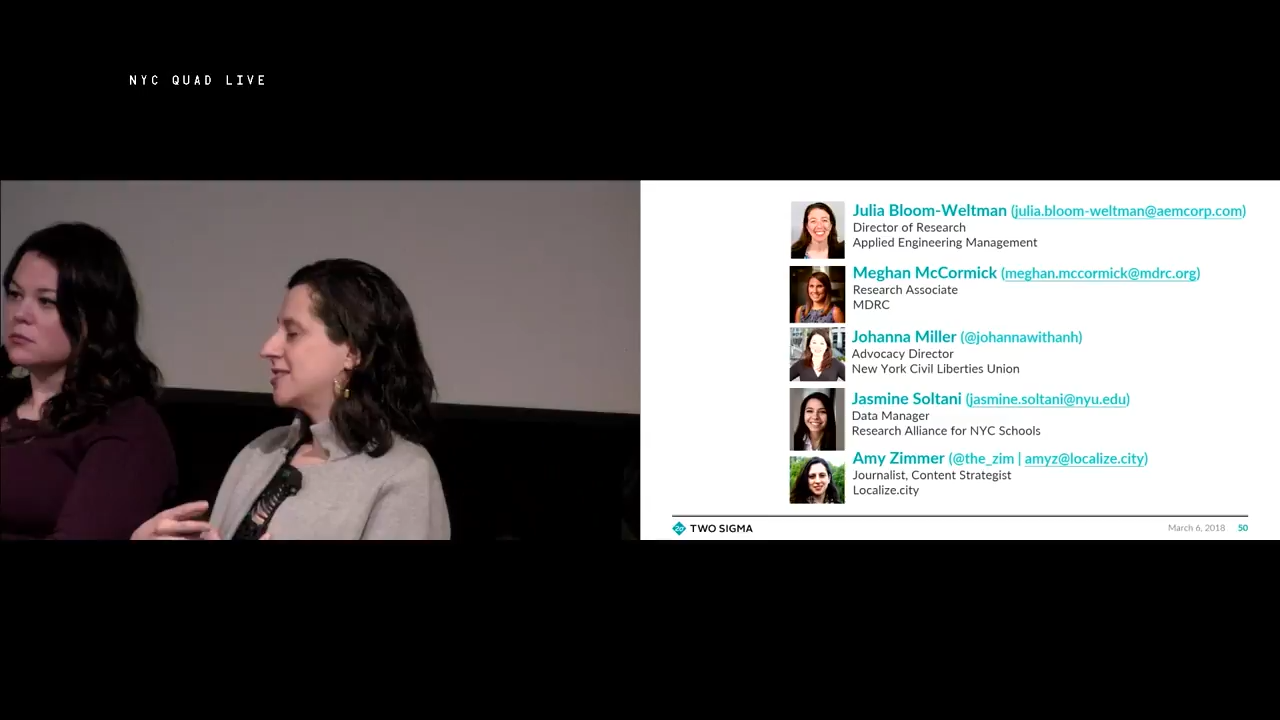 NYC QUAD LIVE
Julia Bloom-Weltman (julia.bloom-weltman@aemcorp.com)
Director of Research
Applied Engineering Management
Meghan McCormick (meghan.mccormick@mdrc.org)
Research Associate
MDRC
Johanna Miller (@johannawithanh)
Advocacy Director
New York Civil Liberties Union
Jasmine Soltani (jasmine.soltani@nyu.edu)
Data Manager
Research Alliance for NYC Schools
Amy Zimmer (@the_zim | amyz@localize.city)
Journalist, Content Strategist
Localize.city
TWO SIGMA
March 6, 2018 50